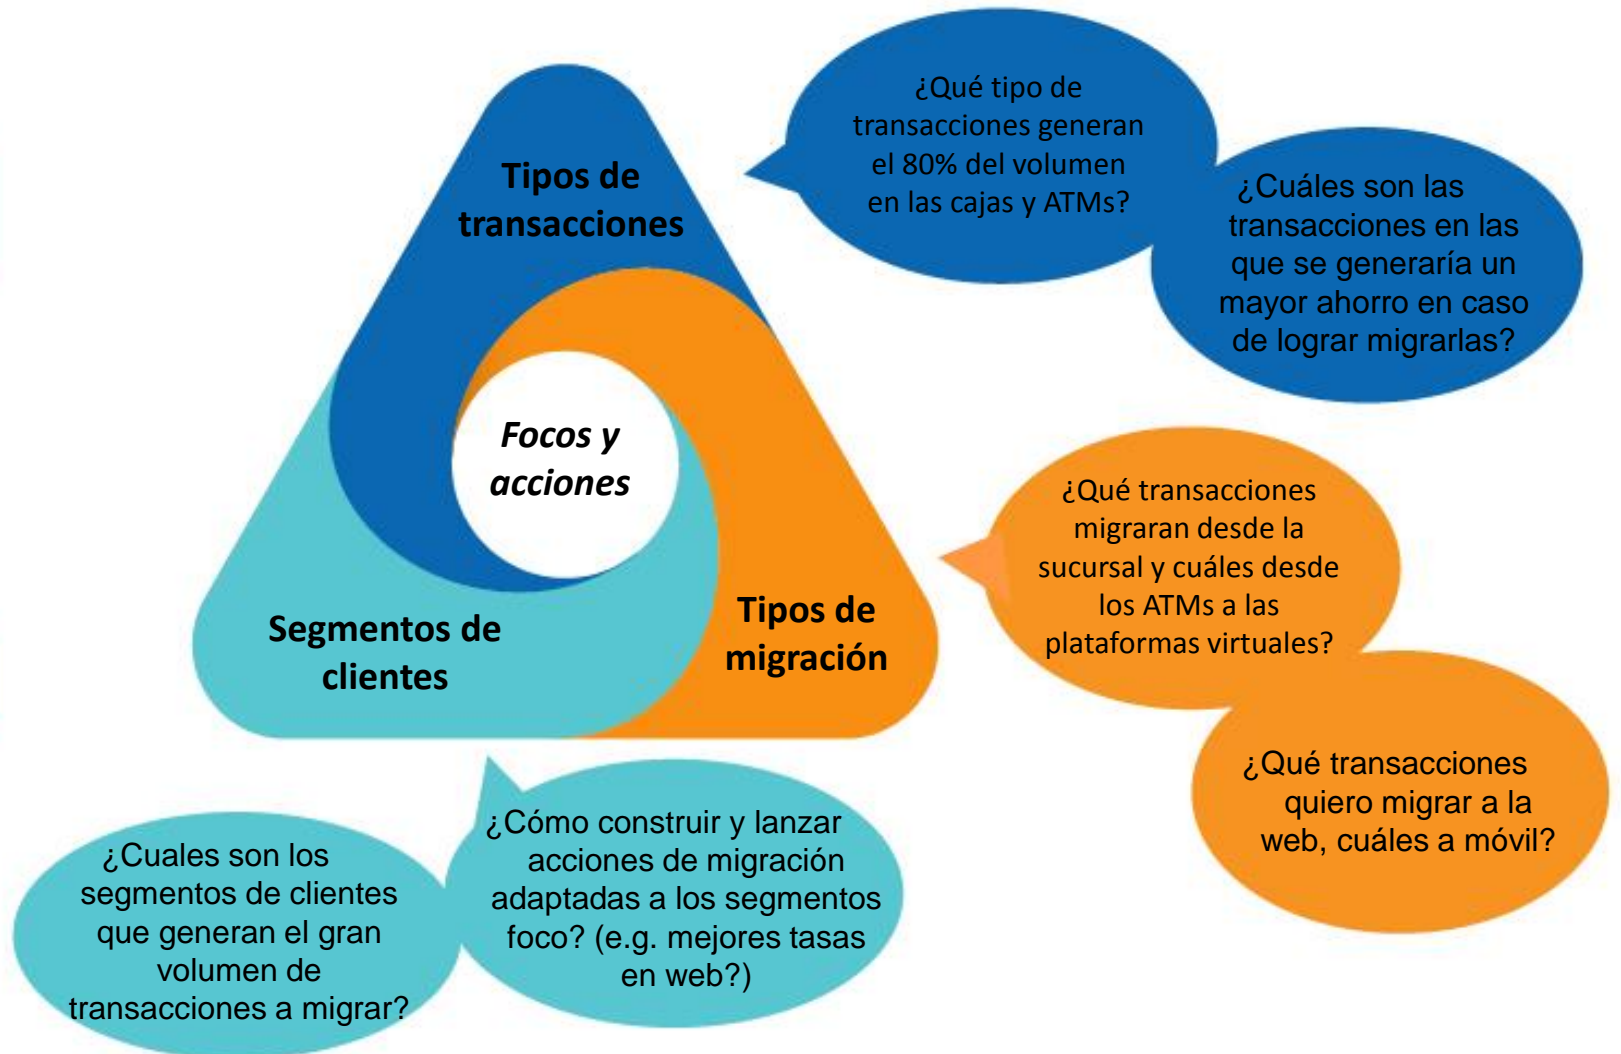 ¿Qué tipo de
transacciones generan
el 80% del volumen
en las cajas y ATMs?
¿Cuáles son las
transacciones en las
que se generaría un
mayor ahorro en caso
de lograr migrarlas?
Tipos de
transacciones
Focos y
acciones
¿Qué transacciones
migraran desde la
sucursal y cuáles desde
los ATMs a las
plataformas virtuales?
Segmentos de
clientes
Tipos de
migración
¿Qué transacciones
quiero migrar a la
web, cuáles a móvil?
¿Cuales son los
segmentos de clientes
que generan el gran
volumen de
transacciones a migrar?
¿Cómo construir y lanzar
acciones de migración
adaptadas a los segmentos
foco? (e.g. mejores tasas
en web?)